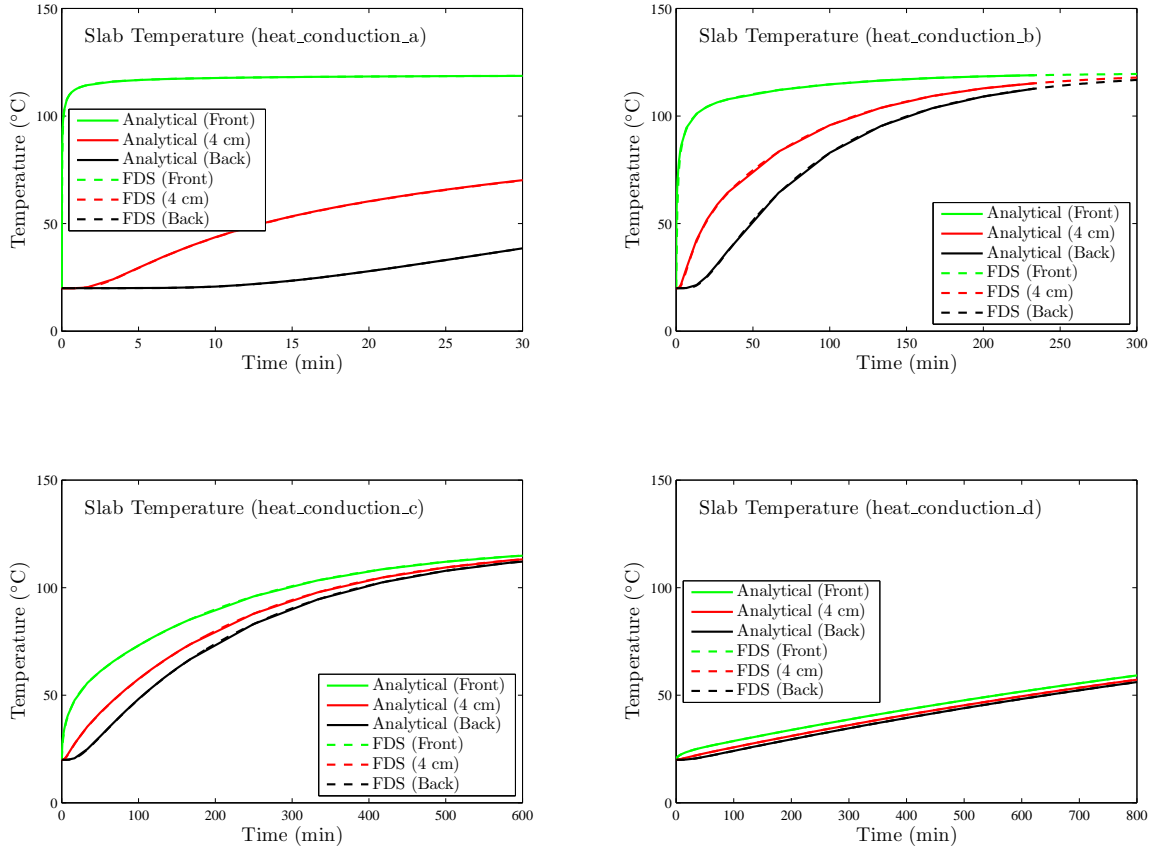 150
Slab Temperature (heat_conduction_a)
100
Analytical (Front)
Analytical (4 cm)
Analytical (Back)
FDS (Front)
FDS (4 cm)
FDS (Back)
50
0
Temperature (°C)
0 5 10 15 20 25 30
Time (min)
150
Slab Temperature (heat_conduction_b)
100
50
Analytical (Front)
Analytical (4 cm)
Analytical (Back)
FDS (Front)
FDS (4 cm)
FDS (Back)
0
Temperature (°C)
0 50 100 150 200 250 300
Time (min)
150
Slab Temperature (heat_conduction_c)
100
50
Analytical (Front)
Analytical (4 cm)
Analytical (Back)
FDS (Front)
FDS (4 cm)
FDS (Back)
0
Temperature (°C)
0 100 200 300 400 500 600
Time (min)
150
Slab Temperature (heat_conduction_d)
100
Analytical (Front)
Analytical (4 cm)
Analytical (Back)
FDS (Front)
FDS (4 cm)
FDS (Back)
50
0
Temperature (°C)
0 100 200 300 400 500 600 700 800
Time (min)